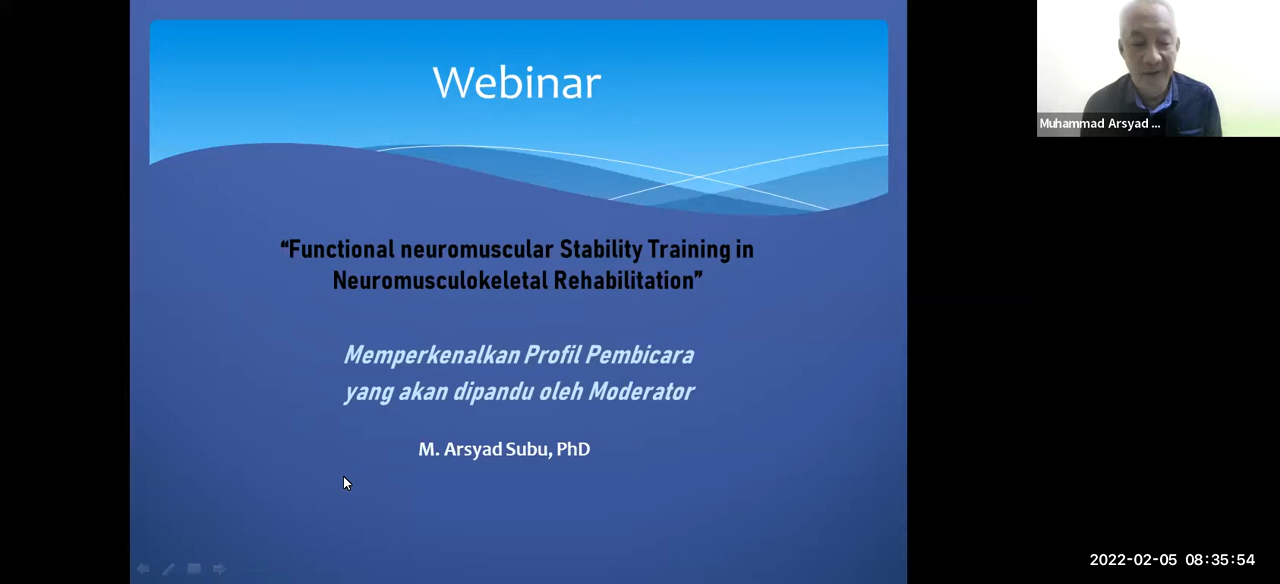 Webinar
“Functional neuromuscular Stability Training in
Neuromusculokeletal Rehabilitation”
Memperkenalkan Profil Pembicara
yang akan dipandu oleh Moderator
M. Arsyad Subu, PhD
Muhammad Arsyad ...
2022-02-05 08:35:54